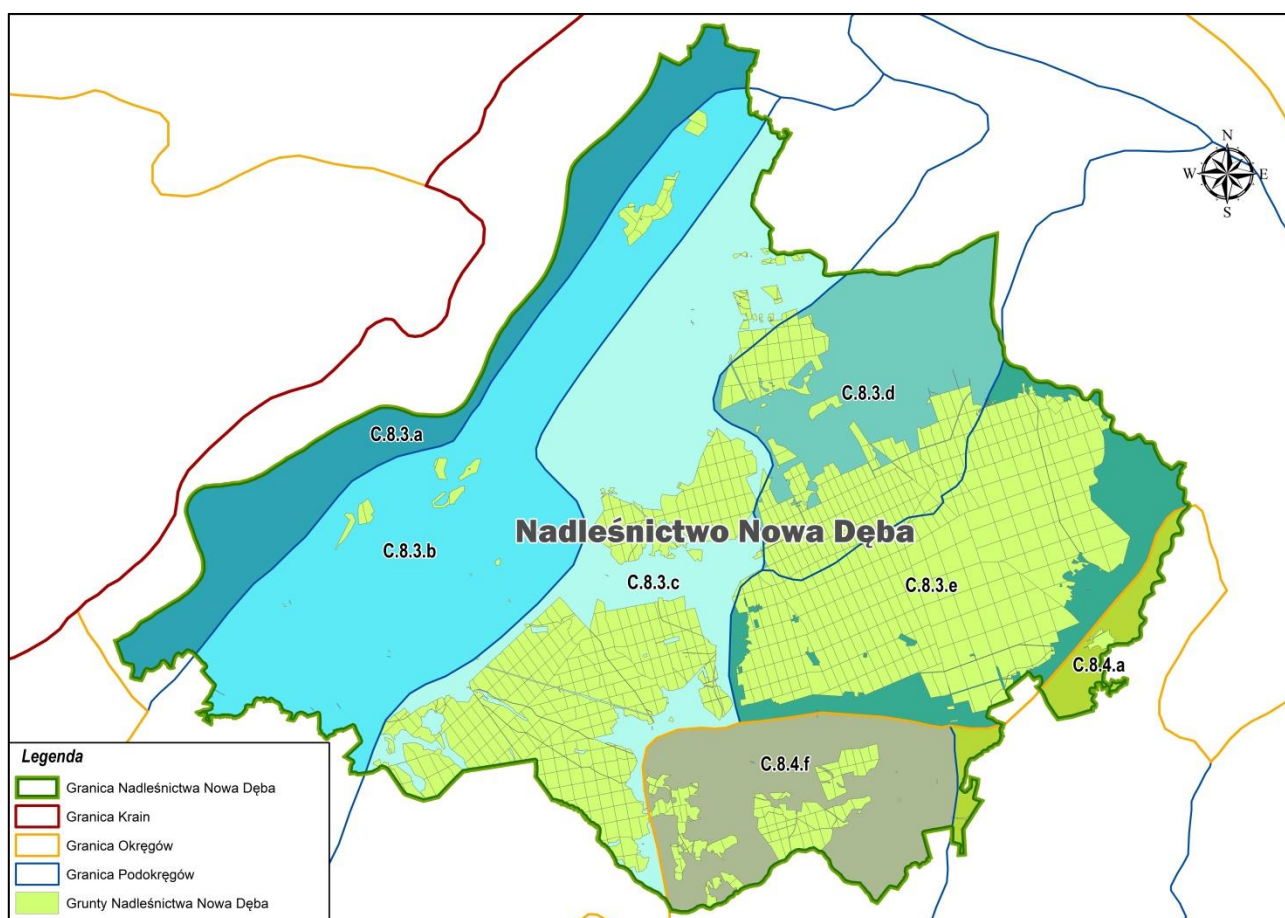 N
W E
S
C.8.3.d
C.8.3.a
Nadleśnictwo Nowa Dęba
C.8.3.b
C.8.3.c
C.8.3.e
C.8.4.a
C.8.4.f
Legenda
Granica Nadleśnictwa Nowa Dęba
Granica Krain
Granica Okręgów
Granica Podokręgów
Grunty Nadleśnictwa Nowa Dęba